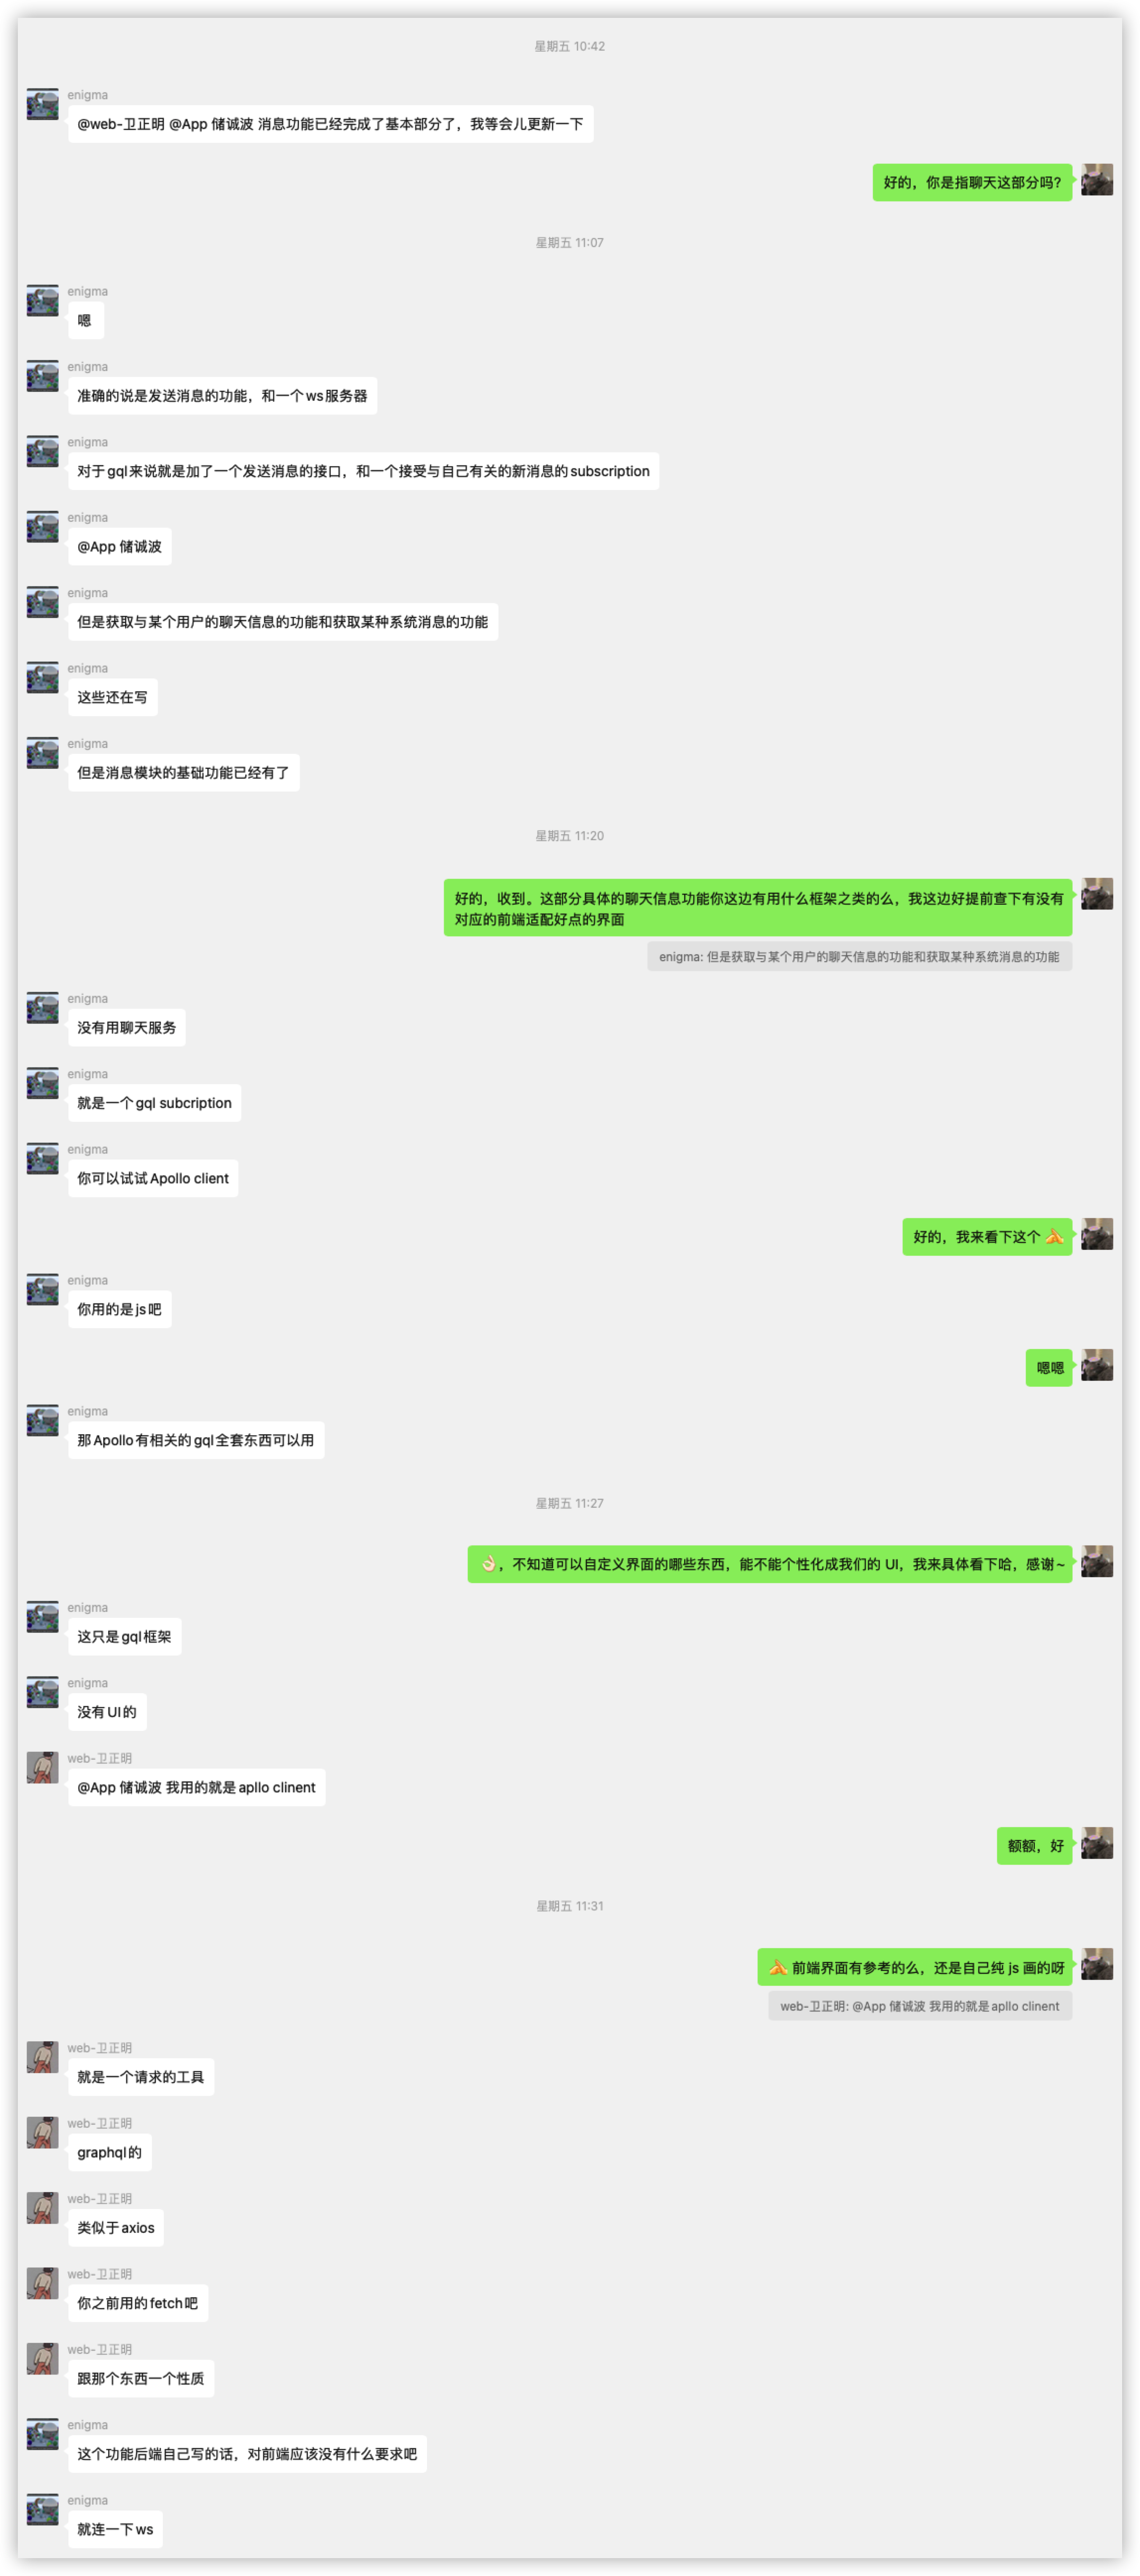 星期五 10:42
enigma
@web-卫正明 @App 储诚波 消息功能已经完成了基本部分了，我等会儿更新一下
好的，你是指聊天这部分吗？
星期五 11:07
enigma
嗯
enigma
准确的说是发送消息的功能，和一个ws服务器
enigma
对于gql来说就是加了一个发送消息的接口，和一个接受与自己有关的新消息的subscription
enigma
@App 储诚波
enigma
但是获取与某个用户的聊天信息的功能和获取某种系统消息的功能
enigma
这些还在写
enigma
但是消息模块的基础功能已经有了
星期五 11:20
好的，收到。这部分具体的聊天信息功能你这边有用什么框架之类的么，我这边好提前查下有没有
对应的前端适配好点的界面
enigma: 但是获取与某个用户的聊天信息的功能和获取某种系统消息的功能
enigma
没有用聊天服务
enigma
就是一个gql subcription
enigma
你可以试试Apollo client
好的，我来看下这个
enigma
你用的是js吧
嗯嗯
enigma
那Apollo有相关的gql全套东西可以用
星期五 11:27
👌🏻，不知道可以自定义界面的哪些东西，能不能个性化成我们的 UI，我来具体看下哈，感谢~
enigma
这只是gql框架
enigma
没有UI的
web-卫正明
@App 储诚波 我用的就是apllo clinent
额额，好
星期五 11:31
前端界面有参考的么，还是自己纯 js 画的呀
web-卫正明: @App 储诚波 我用的就是apllo clinent
web-卫正明
就是一个请求的工具
web-卫正明
graphql的
web-卫正明
类似于axios
web-卫正明
你之前用的fetch吧
web-卫正明
跟那个东西一个性质
enigma
这个功能后端自己写的话，对前端应该没有什么要求吧
enigma
就连一下ws